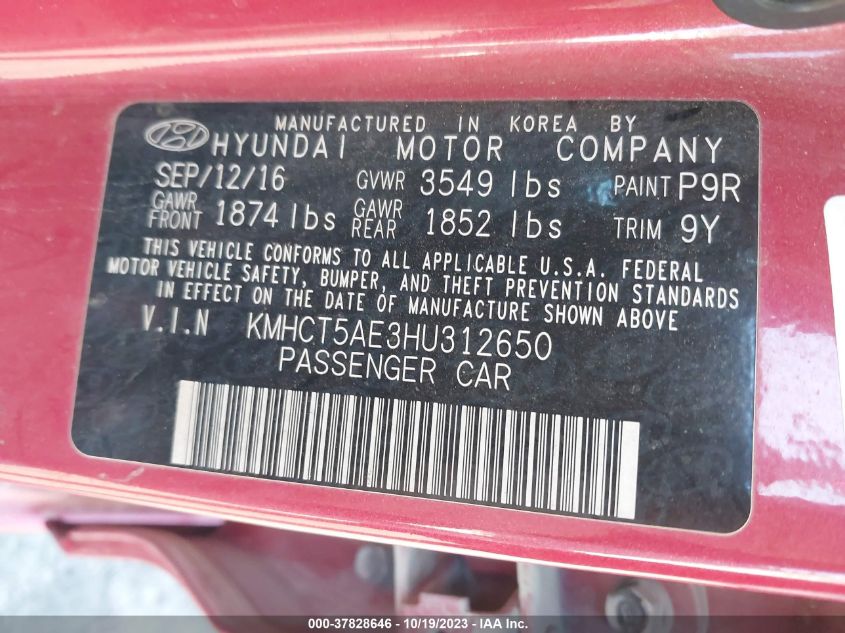 MANUFACTURED IN KOREA BY
HYUNDAI MOTOR COMPANY
SEP/12/16 GVWR 3549 lbs PAINT P9R
GAWR FRONT 1874 lbs GAWR REAR 1852 lbs TRIM 9Y
THIS VEHICLE CONFORMS TO ALL APPLICABLE U.S.A. FEDERAL
MOTOR VEHICLE SAFETY, BUMPER, AND THEFT PREVENTION STANDARDS
IN EFFECT ON THE DATE OF MANUFACTURE SHOWN ABOVE.
V.I.N KMHCT5AE3HU312650
PASSENGER CAR
000-37828646 - 10/19/2023 - IAA Inc.